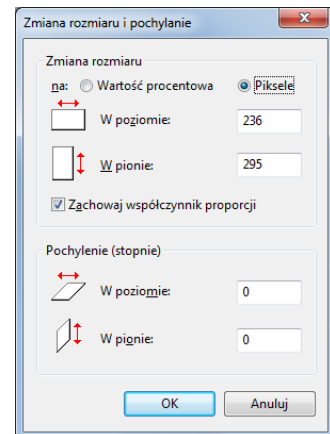 Zmiana rozmiaru i pochylanie
Zmiana rozmiaru
na: Wartość procentowa Piksele
W poziomie: 236
W pionie: 295
Zachowaj współczynnik proporcji
Pochylenie (stopnie)
W poziomie: 0
W pionie: 0
OK Anuluj